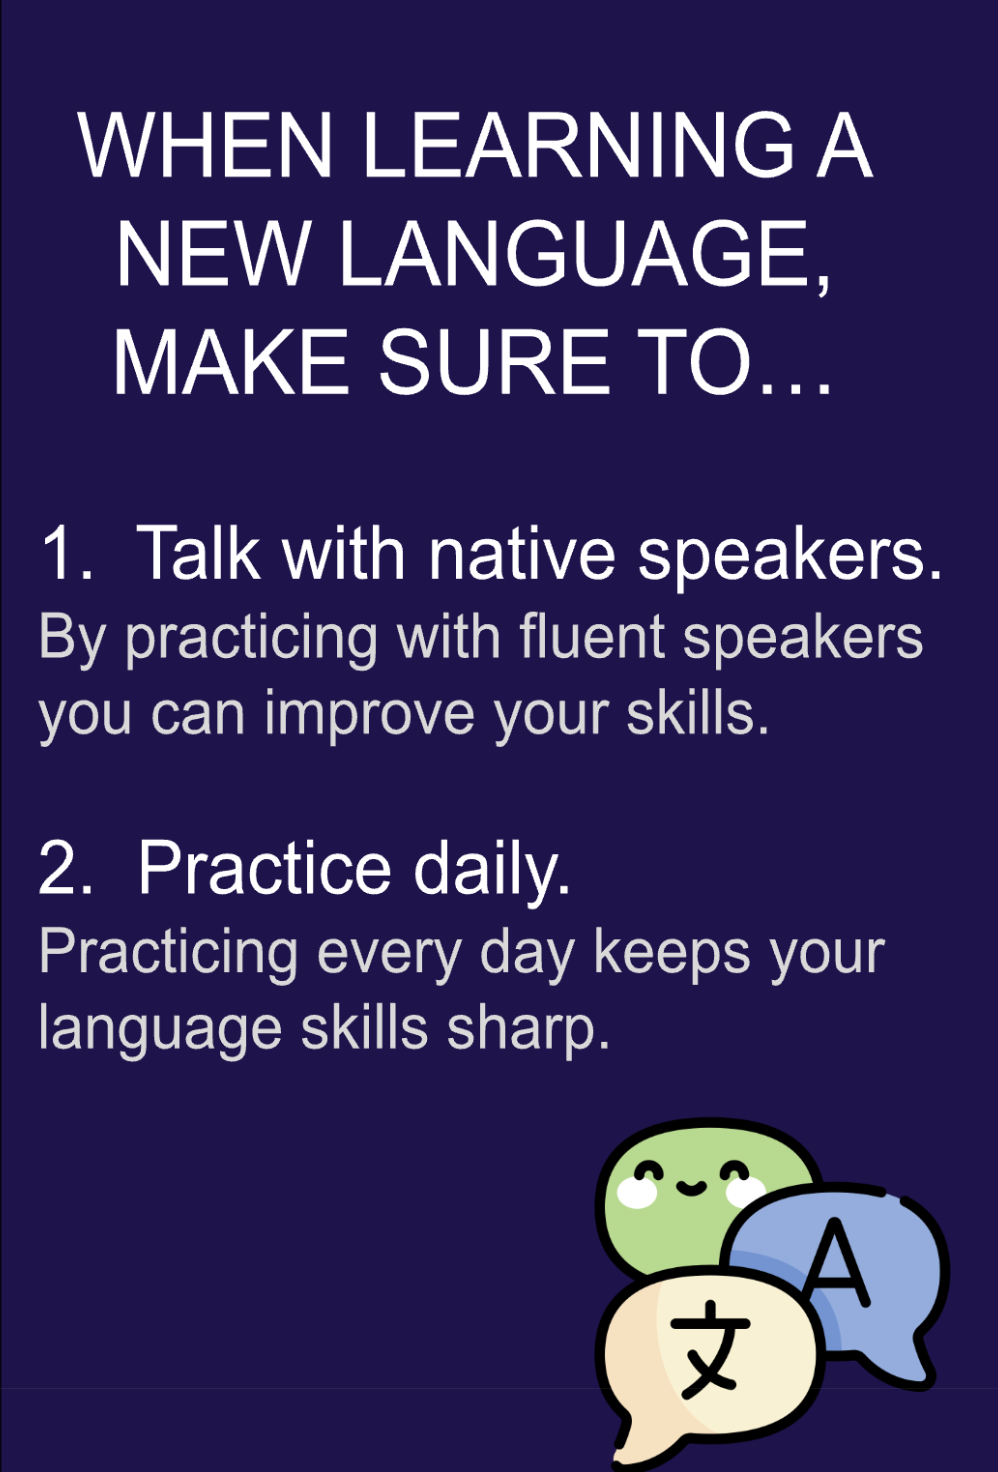 WHEN LEARNING A
NEW LANGUAGE,
MAKE SURE TO…
1. Talk with native speakers.
By practicing with fluent speakers
you can improve your skills.
2. Practice daily.
Practicing every day keeps your
language skills sharp.
A
文